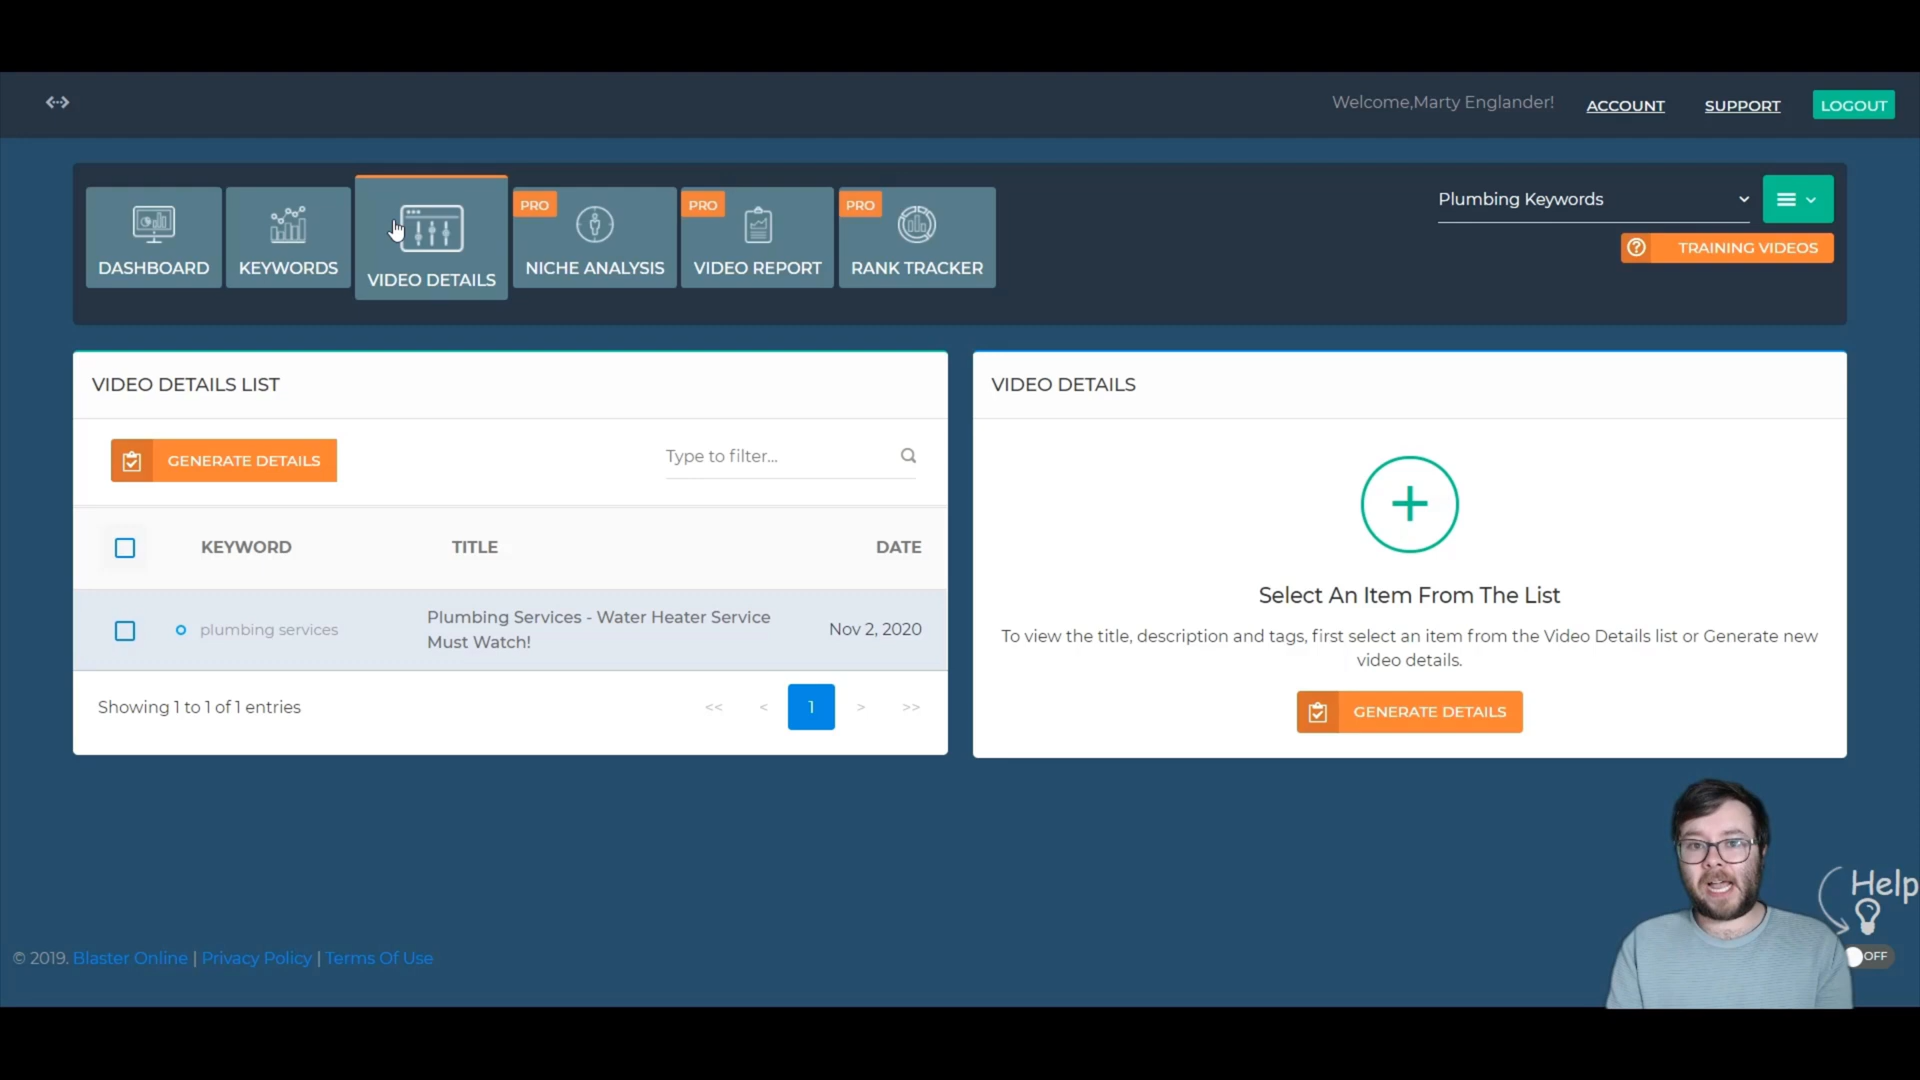 Welcome,Marty Englander!
ACCOUNT
SUPPORT
LOGOUT
DASHBOARD
KEYWORDS
VIDEO DETAILS
PRO
NICHE ANALYSIS
PRO
VIDEO REPORT
PRO
RANK TRACKER
Plumbing Keywords
TRAINING VIDEOS
VIDEO DETAILS LIST
GENERATE DETAILS
Type to filter...
KEYWORD
TITLE
DATE
plumbing services
Plumbing Services - Water Heater Service
Must Watch!
Nov 2, 2020
Showing 1 to 1 of 1 entries
<<
<
1
>
>>
VIDEO DETAILS
Select An Item From The List
To view the title, description and tags, first select an item from the Video Details list or Generate new
video details.
GENERATE DETAILS
Help
OFF
© 2019. Blaster Online | Privacy Policy | Terms Of Use